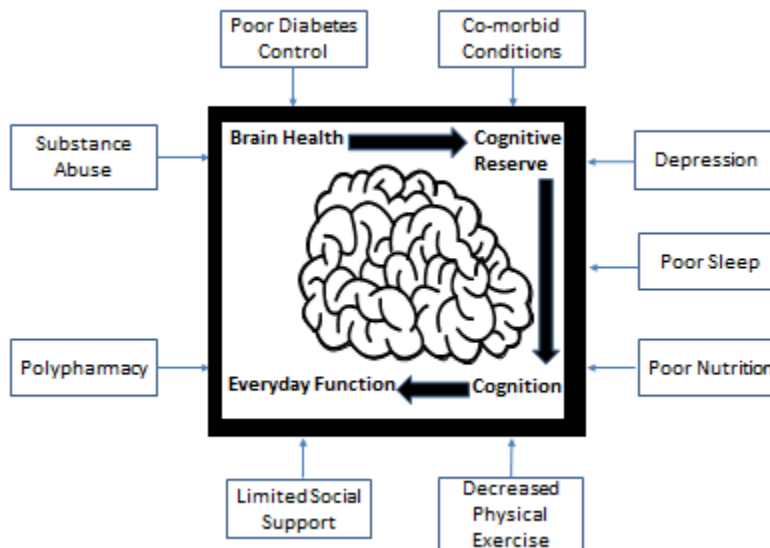 Poor Diabetes
Control
Co-morbid
Conditions
Substance
Abuse
Brain Health
Cognitive
Reserve
Depression
Poor Sleep
Polypharmacy
Everyday Function
Cognition
Poor Nutrition
Limited Social
Support
Decreased
Physical
Exercise